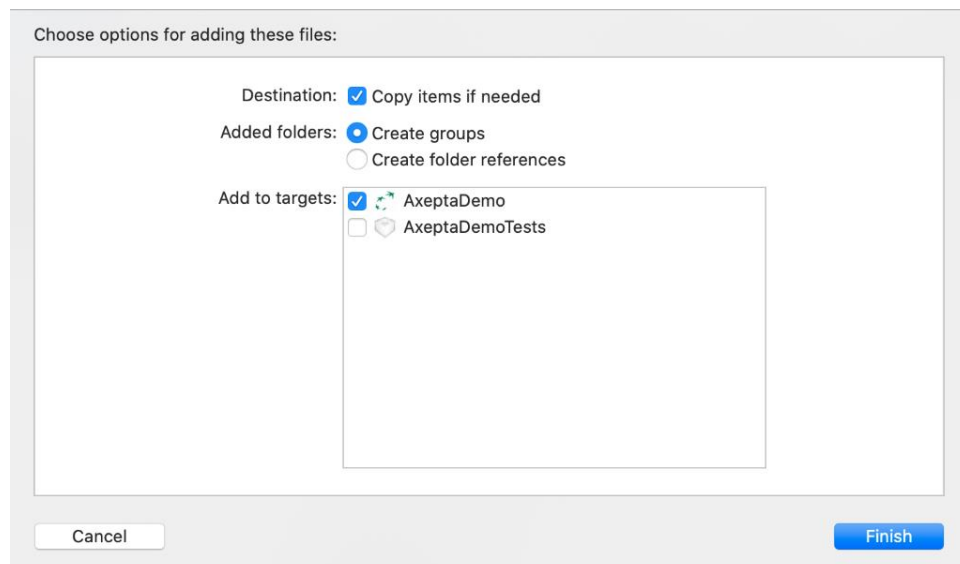 Choose options for adding these files:
Destination: Copy items if needed
Added folders: Create groups
Create folder references
Add to targets: AxeptaDemo
AxeptaDemoTests
Cancel Finish